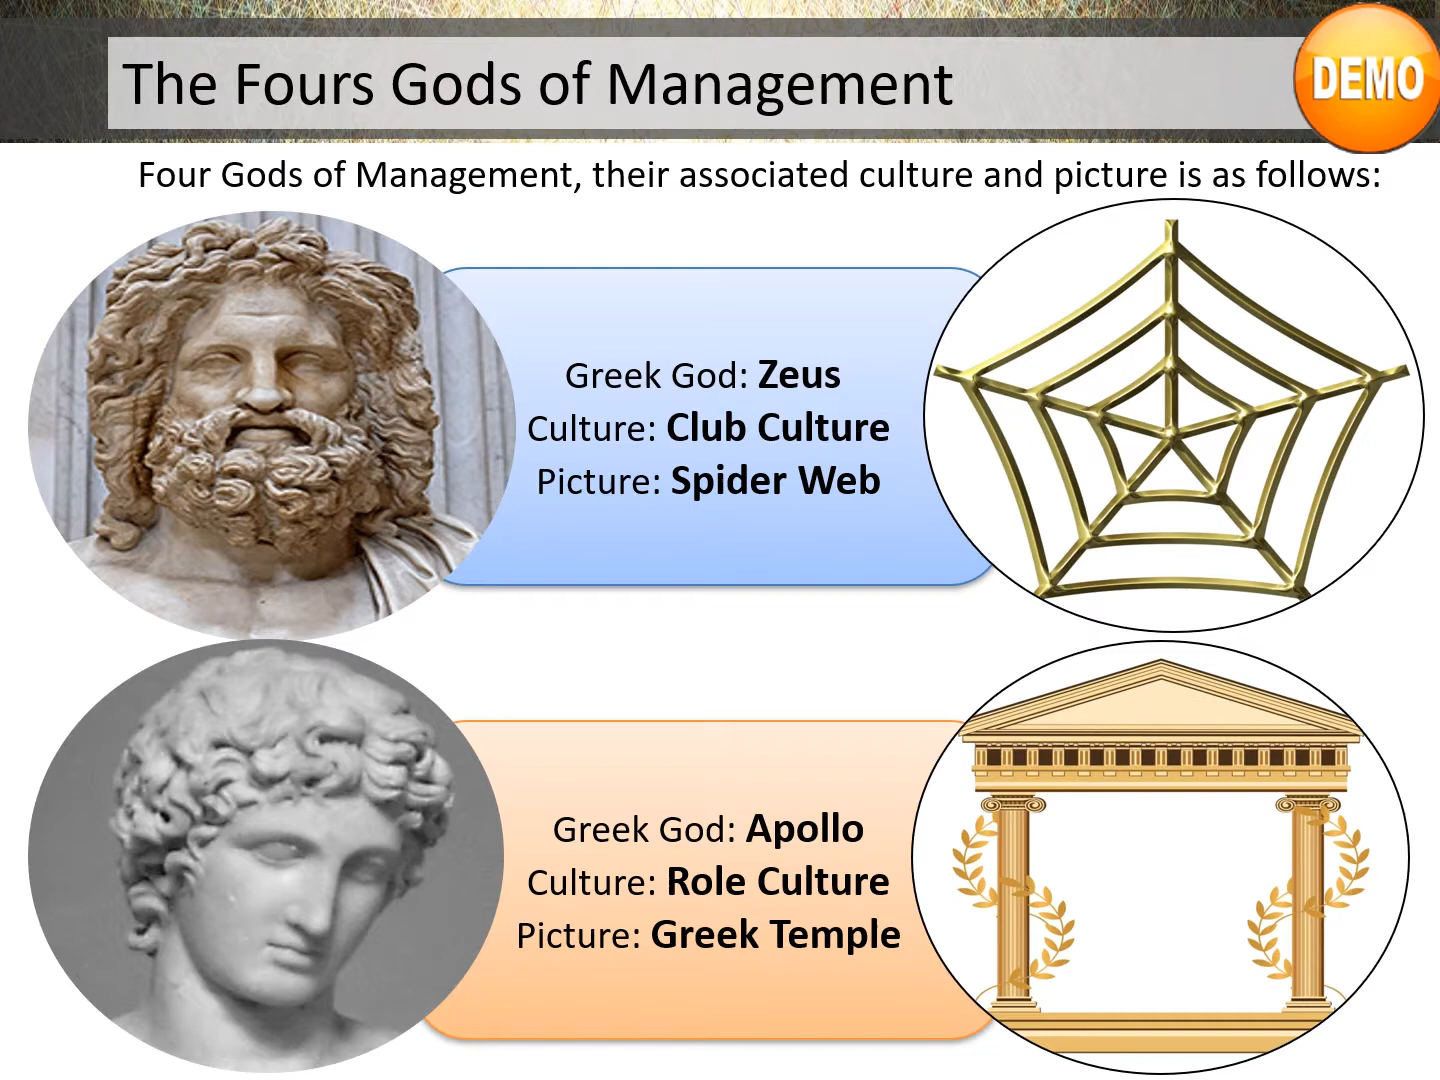 The Fours Gods of Management
DEMO
Four Gods of Management, their associated culture and picture is as follows:
Greek God: Zeus
Culture: Club Culture
Picture: Spider Web
Greek God: Apollo
Culture: Role Culture
Picture: Greek Temple